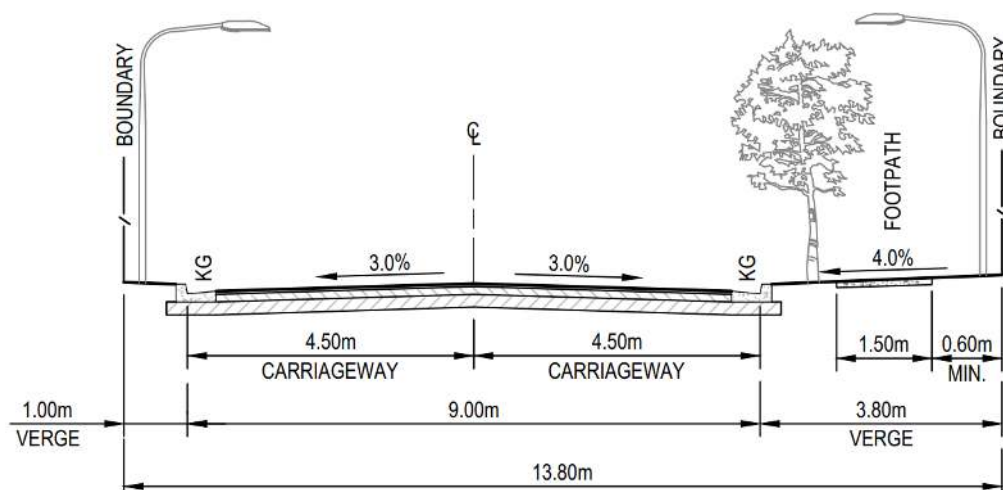 BOUNDARY
BOUNDARY
℄
FOOTPATH
KG
3.0%
3.0%
KG
4.0%
4.50m
CARRIAGEWAY
4.50m
CARRIAGEWAY
1.50m
0.60m
MIN.
1.00m
VERGE
9.00m
3.80m
VERGE
13.80m